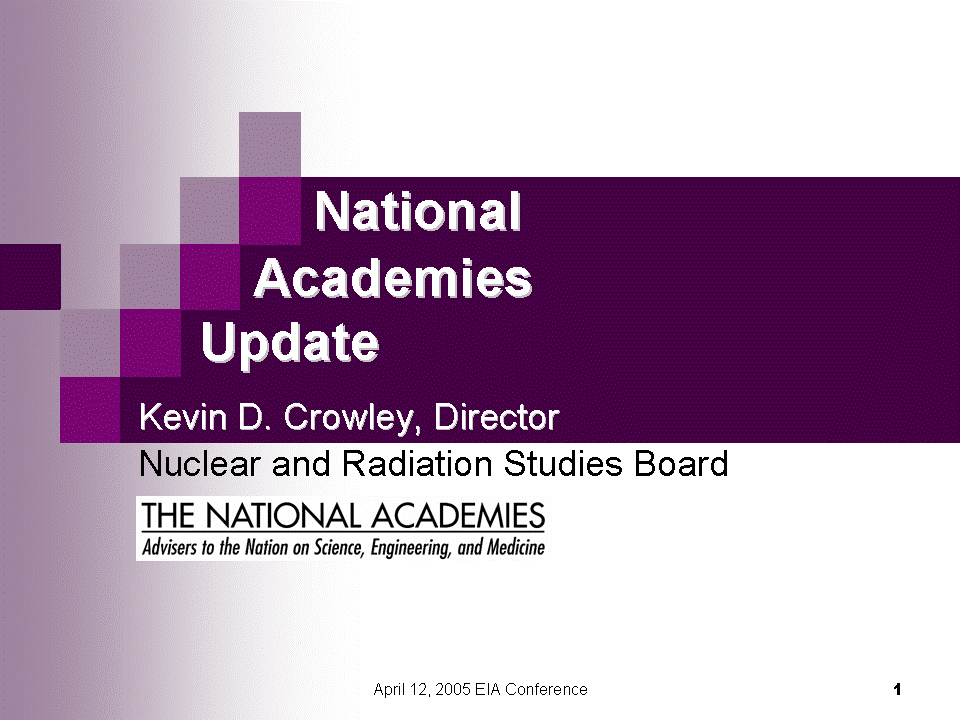 National
Academies
Update
Kevin D. Crowley, Director
Nuclear and Radiation Studies Board
THE NATIONAL ACADEMIES
Advisers to the Nation on Science, Engineering, and Medicine
April 12, 2005 EIA Conference
1